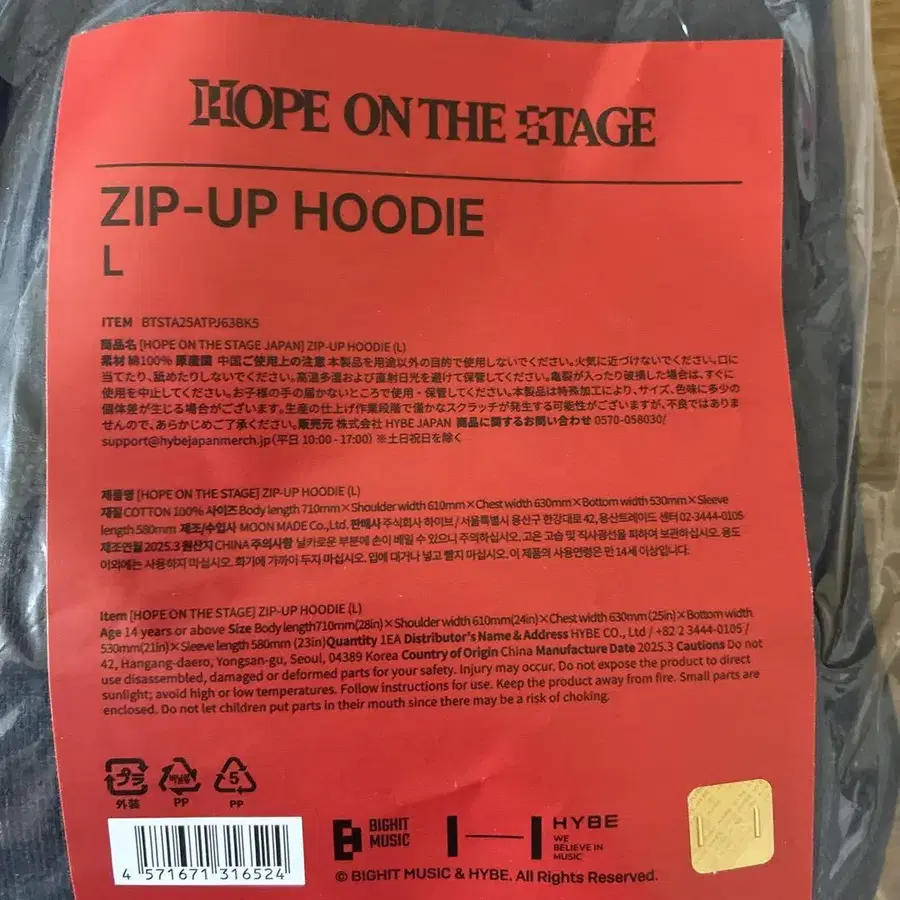 HOPE ON THE STAGE
ZIP-UP HOODIE
L
ITEM BTSTA25ATPJ63BK5
商品名 [HOPE ON THE STAGE JAPAN] ZIP-UP HOODIE (L)
素材 綿100% 原産国 中国ご使用上の注意 本製品を用途以外の目的で使用しないでください。火気に近づけないでください。口に
当てたり、舐めたりしないでください。高温多湿および直射日光を避けて保管してください。亀裂が入ったり破損した場合は、すぐに
使用を中止してください。お子様の手の届かないところで使用・保管してください。本製品は特殊加工により、サイズ、色味に多少の
個体差が生じる場合がございます。生産の仕上げ作業段階で僅かなスクラッチが発生する可能性がございますが、不良ではありま
せんので、あらかじめご了承ください。販売元 株式会社 HYBE JAPAN 商品に関するお問い合わせ 0570-058030/
support@hybejapanmerch.jp (平日 10:00 - 17:00) ※土日祝日を除く
제품명 [HOPE ON THE STAGE] ZIP-UP HOODIE (L)
재질 COTTON 100% 사이즈 Body length 710mm×Shoulder width 610mm×Chest width 630mm×Bottom width 530mm×Sleeve
length 580mm 제조/수입사 MOON MADE Co.,Ltd. 판매사 주식회사 하이브 / 서울특별시 용산구 한강대로 42, 용산트레이드 센터 02-3444-0105
제조연월 2025.3 원산지 CHINA 주의사항 날카로운 부분에 손이 베일 수 있으니 주의하십시오. 고온 고습 및 직사광선을 피하여 보관하십시오. 용도
이외에는 사용하지 마십시오. 화기에 가까이 두지 마십시오. 입에 대거나 넣고 빨지 마십시오. 이 제품의 사용연령은 만 14세 이상입니다.
Item [HOPE ON THE STAGE] ZIP-UP HOODIE (L)
Age 14 years or above Size Body length710mm(28in)×Shoulder width 610mm(24in)×Chest width 630mm(25in)×Bottom width
530mm(21in)×Sleeve length 580mm (23in)Quantity 1EA Distributor's Name & Address HYBE CO., Ltd / +82 2 3444-0105 /
42, Hangang-daero, Yongsan-gu, Seoul, 04389 Korea Country of Origin China Manufacture Date 2025.3 Cautions Do not
use disassembled, damaged or deformed parts for your safety. Injury may occur. Do not expose the product to direct
sunlight; avoid high or low temperatures. Follow instructions for use. Keep the product away from fire. Small parts are
enclosed. Do not let children put parts in their mouth since there may be a risk of choking.
プラ
外装
PP
5
PP
4 571671 316524
BIGHIT
MUSIC
HYBE
WE
BELIEVE IN
MUSIC
© BIGHIT MUSIC & HYBE. All Rights Reserved.